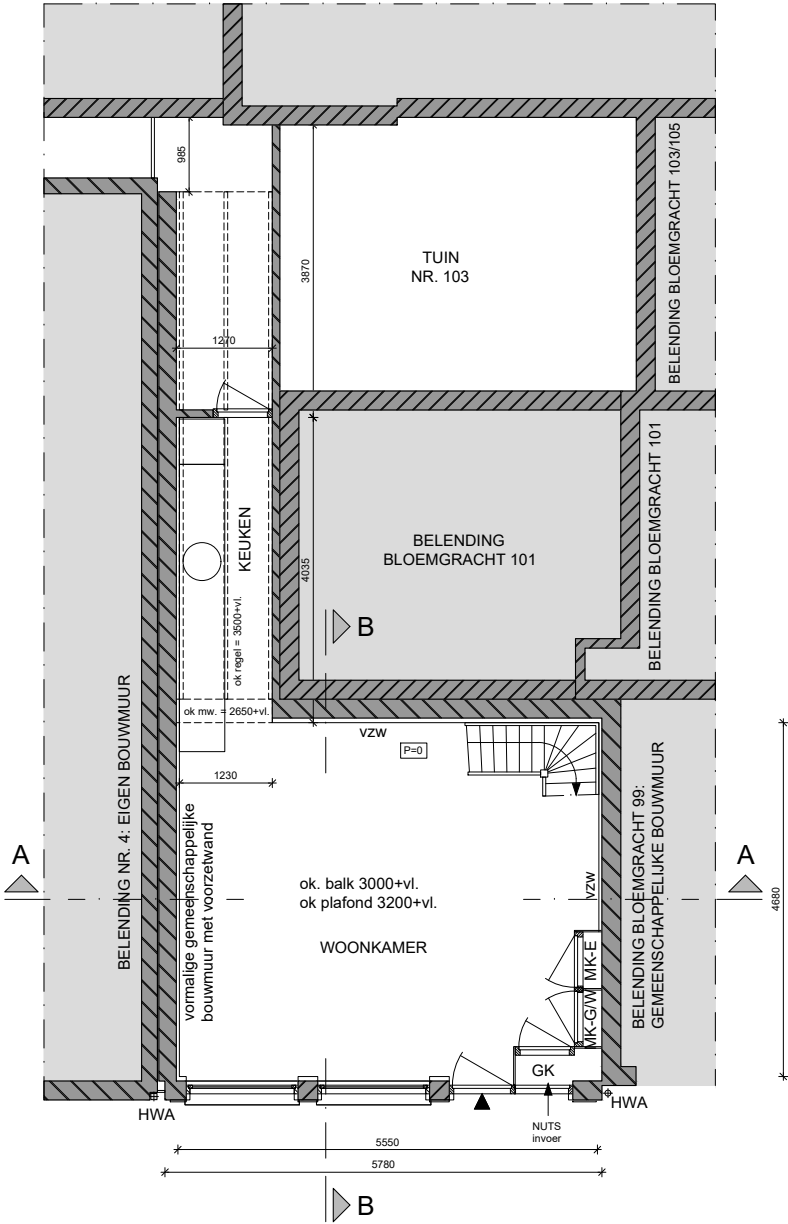 985
BELENDING BLOEMGRACHT 103/105
TUIN
NR. 103
3870
1270
BELENDING BLOEMGRACHT 101
KEUKEN
BELENDING
BLOEMGRACHT 101
4035
B
ok regel = 3500+vl.
ok mw. = 2650+vl.
vzw
P=0
1230
BELENDING NR. 4: EIGEN BOUWMUUR
vormalige gemeenschappelijke
bouwmuur met voorzetwand
BELENDING BLOEMGRACHT 99:
GEMEENSCHAPPELIJKE BOUWMUUR
A
A
4680
ok. balk 3000+vl.
ok plafond 3200+vl.
vzw
WOONKAMER
MK-E
MK-G/W
GK
HWA
HWA
NUTS
invoer
5550
5780
B